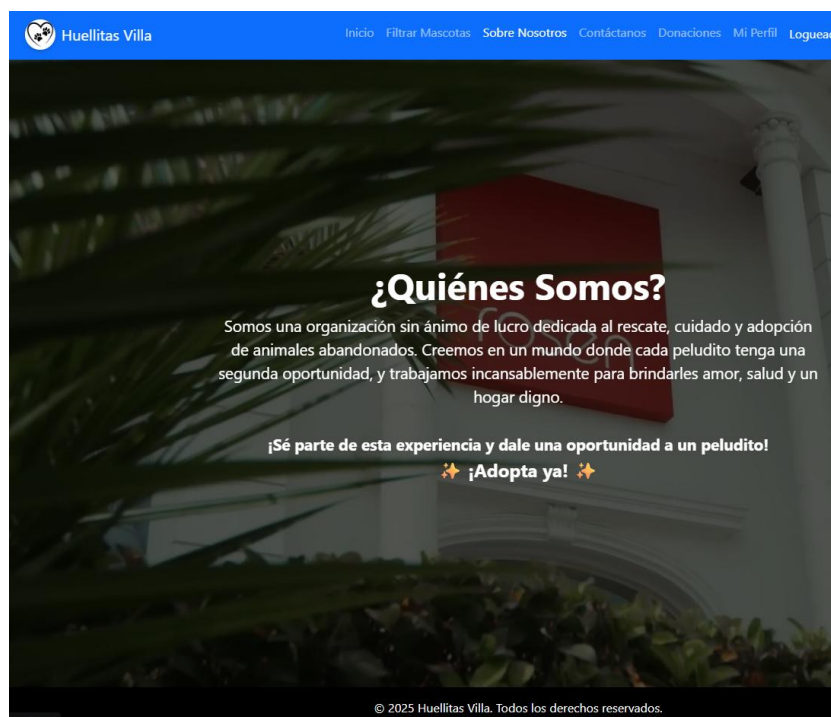 Huellitas Villa
Inicio Filtrar Mascotas Sobre Nosotros Contáctanos Donaciones Mi Perfil
¿Quiénes Somos?
rosen
Somos una organización sin ánimo de lucro dedicada al rescate, cuidado y adopción
de animales abandonados. Creemos en un mundo donde cada peludito tenga una
segunda oportunidad, y trabajamos incansablemente para brindarles amor, salud y un
hogar digno.
¡Sé parte de esta experiencia y dale una oportunidad a un peludito!
✨ ¡Adopta ya! ✨
© 2025 Huellitas Villa. Todos los derechos reservados.